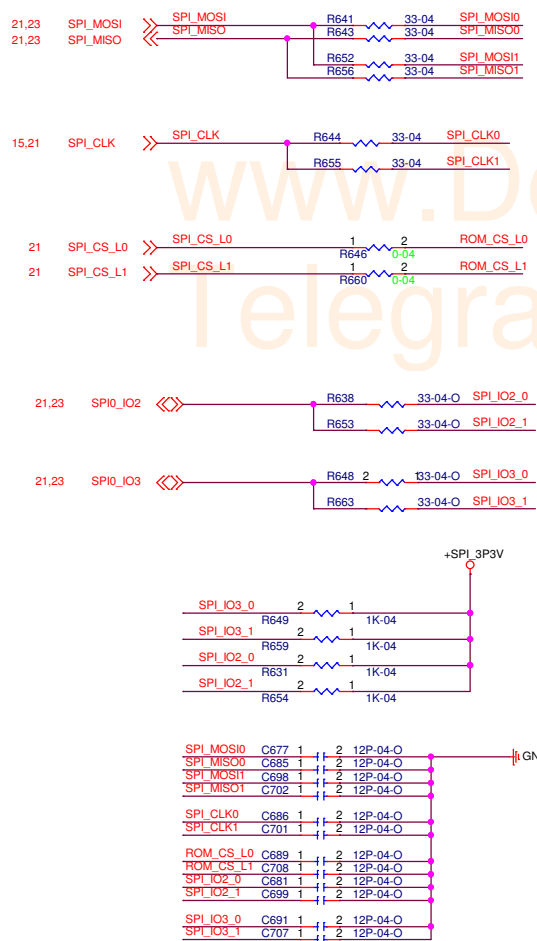 SPI_MOSI R641 33-04 SPI_MOSI0
21,23 SPI_MOSI
SPI_MISO R643 33-04 SPI_MISO0
21,23 SPI_MISO
R652 33-04 SPI_MOSI1
R656 33-04 SPI_MISO1
15,21 SPI_CLK SPI_CLK R644 33-04 SPI_CLK0
R655 33-04 SPI_CLK1
www.De
21 SPI_CS_L0 SPI_CS_L0 1 2 ROM_CS_L0
R646 0-04
21 SPI_CS_L1 SPI_CS_L1 1 2 ROM_CS_L1
R660 0-04
Telegra
21,23 SPI0_IO2 R638 33-04-O SPI_IO2_0
R653 33-04-O SPI_IO2_1
21,23 SPI0_IO3 R648 2 133-04-O SPI_IO3_0
R663 33-04-O SPI_IO3_1
+SPI_3P3V
SPI_IO3_0 2 1
R649 1K-04
SPI_IO3_1 2 1
R659 1K-04
SPI_IO2_0 2 1
R631 1K-04
SPI_IO2_1 2 1
R654 1K-04
SPI_MOSI0 C677 1 2 12P-04-O GN
SPI_MISO0 C685 1 2 12P-04-O
SPI_MOSI1 C698 1 2 12P-04-O
SPI_MISO1 C702 1 2 12P-04-O
SPI_CLK0 C686 1 2 12P-04-O
SPI_CLK1 C701 1 2 12P-04-O
ROM_CS_L0 C689 1 2 12P-04-O
ROM_CS_L1 C708 1 2 12P-04-O
SPI_IO2_0 C681 1 2 12P-04-O
SPI_IO2_1 C699 1 2 12P-04-O
SPI_IO3_0 C691 1 2 12P-04-O
SPI_IO3_1 C707 1 2 12P-04-O